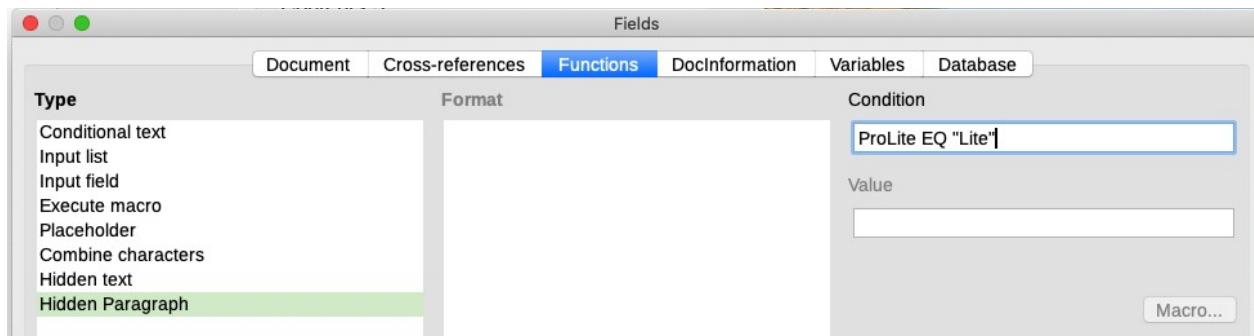 Fields
Document Cross-references Functions DocInformation Variables Database
Type
Conditional text
Input list
Input field
Execute macro
Placeholder
Combine characters
Hidden text
Hidden Paragraph
Format
Condition
ProLite EQ "Lite"
Value
Macro...